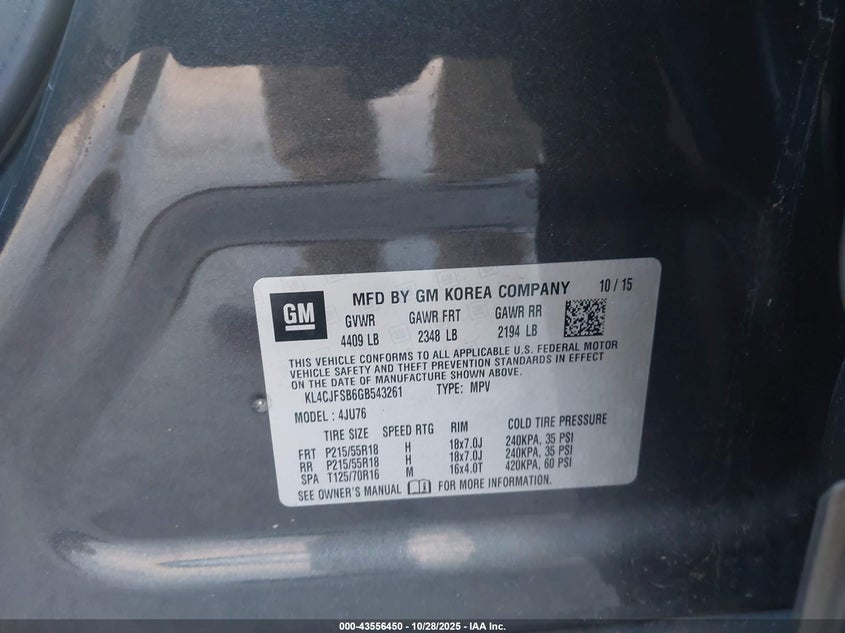 GM
MFD BY GM KOREA COMPANY 10 / 15
GVWR GAWR FRT GAWR RR
4409 LB 2348 LB 2194 LB
THIS VEHICLE CONFORMS TO ALL APPLICABLE U.S. FEDERAL MOTOR
VEHICLE SAFETY AND THEFT PREVENTION STANDARDS IN EFFECT
ON THE DATE OF MANUFACTURE SHOWN ABOVE.
KL4CJFSB6GB543261 TYPE: MPV
MODEL : 4JU76
TIRE SIZE SPEED RTG RIM COLD TIRE PRESSURE
FRT P215/55R18 H 18x7.0J 240KPA, 35 PSI
RR P215/55R18 H 18x7.0J 240KPA, 35 PSI
SPA T125/70R16 M 16x4.0T 420KPA, 60 PSI
SEE OWNER'S MANUAL FOR MORE INFORMATION.
000-43556450 - 10/28/2025 - IAA Inc.